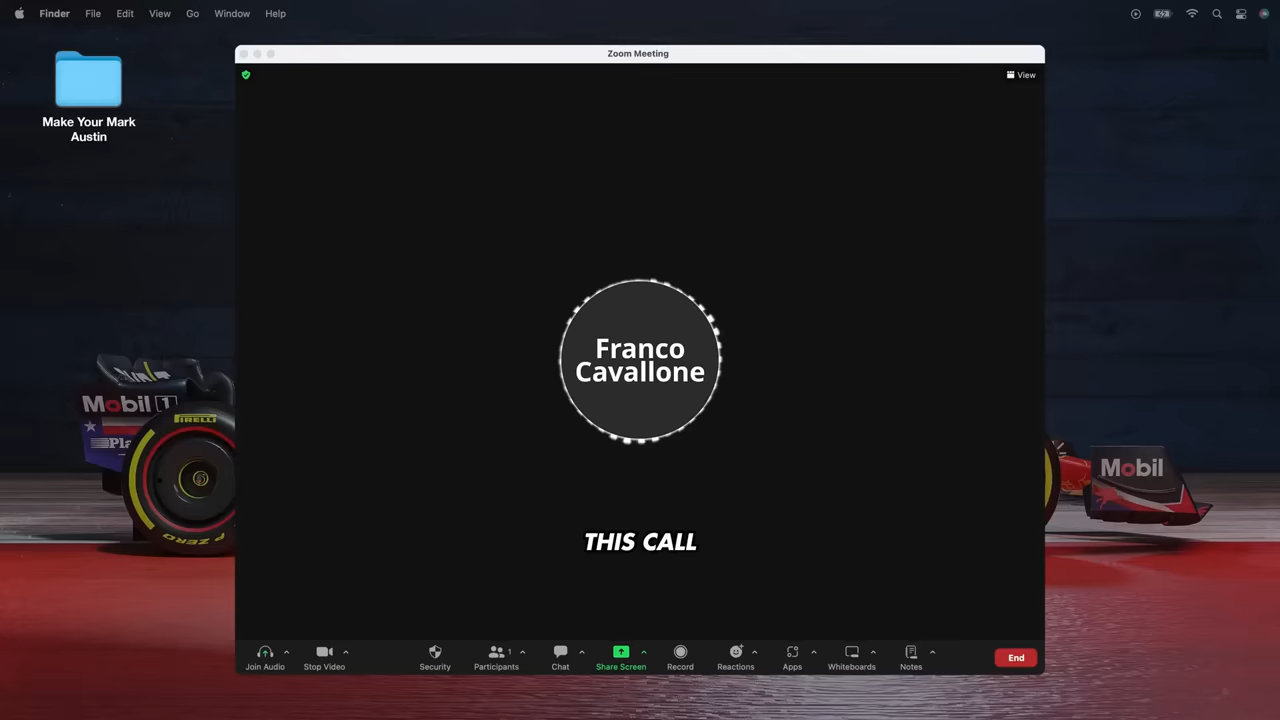 Finder File Edit View Go Window Help
Zoom Meeting
View
Make Your Mark
Austin
Franco
Cavallone
Mobil 1
PIRELLI
P ZERO
Mobil
THIS CALL
Join Audio Stop Video Security Participants 1 Chat Share Screen Record Reactions Apps Whiteboards Notes End